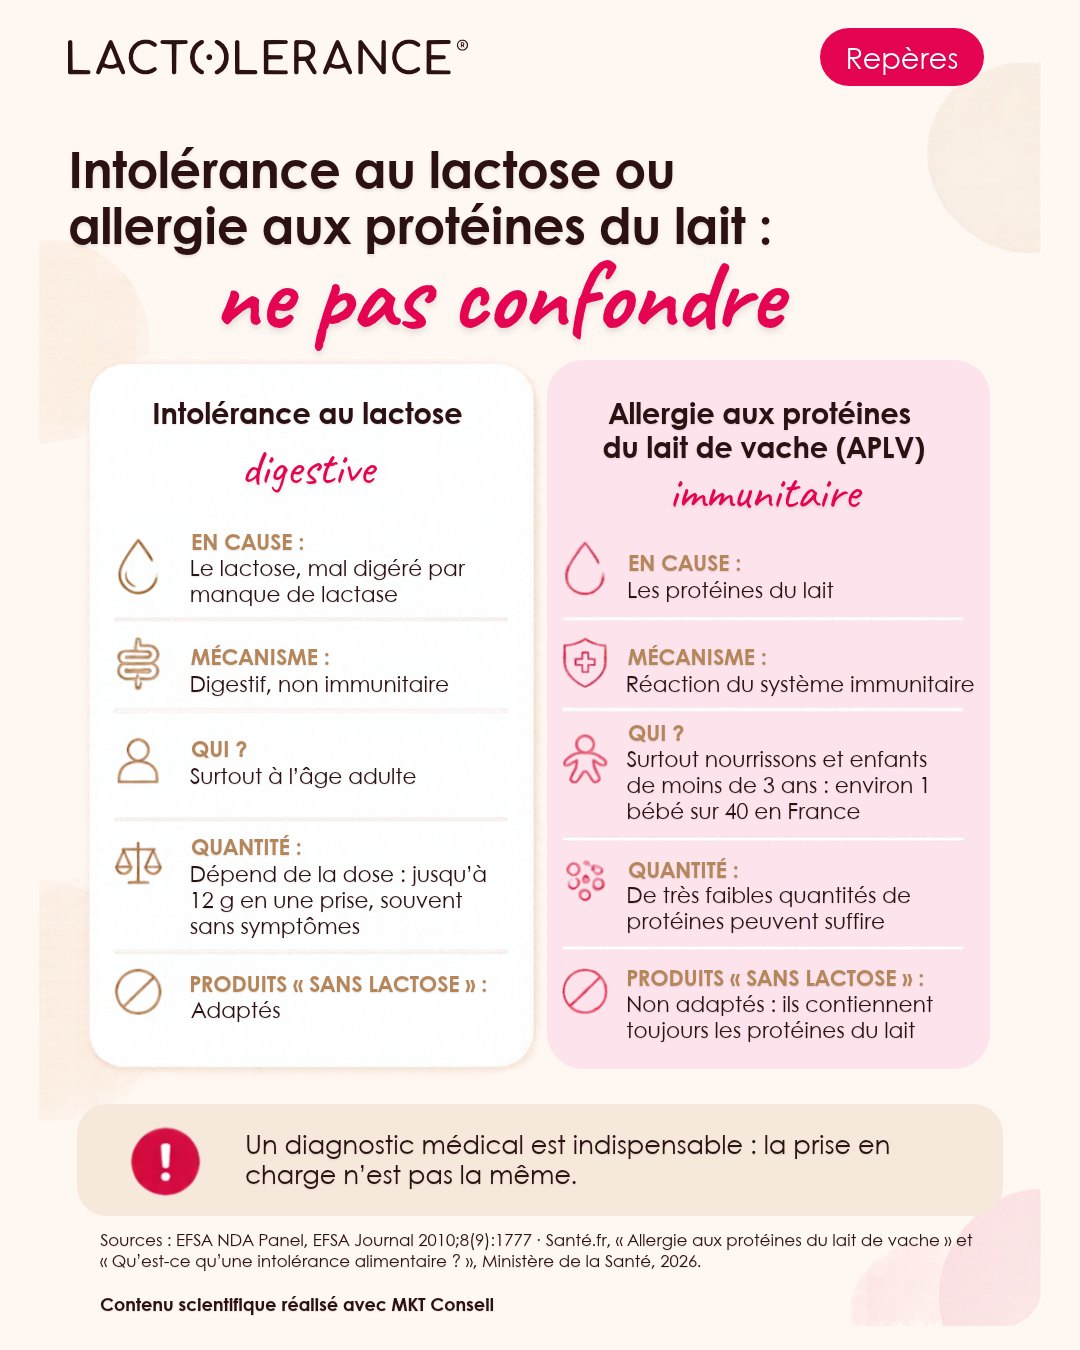 LACTOLERANCE®
Repères
Intolérance au lactose ou
allergie aux protéines du lait :
ne pas confondre
Intolérance au lactose
digestive
EN CAUSE :
Le lactose, mal digéré par
manque de lactase
MÉCANISME :
Digestif, non immunitaire
QUI ?
Surtout à l'âge adulte
QUANTITÉ :
Dépend de la dose : jusqu'à
12 g en une prise, souvent
sans symptômes
PRODUITS « SANS LACTOSE » :
Adaptés
Allergie aux protéines
du lait de vache (APLV)
immunitaire
EN CAUSE :
Les protéines du lait
MÉCANISME :
Réaction du système immunitaire
QUI ?
Surtout nourrissons et enfants
de moins de 3 ans : environ 1
bébé sur 40 en France
QUANTITÉ :
De très faibles quantités de
protéines peuvent suffire
PRODUITS « SANS LACTOSE » :
Non adaptés : ils contiennent
toujours les protéines du lait
Un diagnostic médical est indispensable : la prise en
charge n'est pas la même.
Sources : EFSA NDA Panel, EFSA Journal 2010;8(9):1777 · Santé.fr, « Allergie aux protéines du lait de vache » et
« Qu'est-ce qu'une intolérance alimentaire ? », Ministère de la Santé, 2026.
Contenu scientifique réalisé avec MKT Conseil